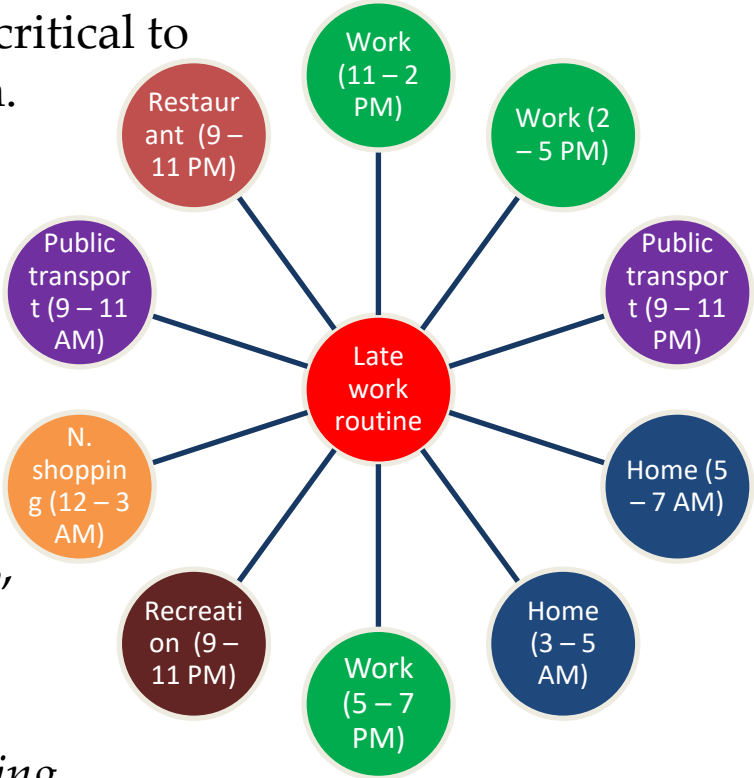 critical to
n.
Work
(11 – 2
PM)
Work (2
– 5 PM)
Public
transpor
t (9 – 11
PM)
Home (5
– 7 AM)
Home
(3 – 5
AM)
Work
(5 – 7
PM)
Recreati
on (9 –
11 PM)
N.
shoppin
g (12 – 3
AM)
Public
transpor
t (9 – 11
AM)
Restaur
ant (9 –
11 PM)
Late
work
routine
,
ing